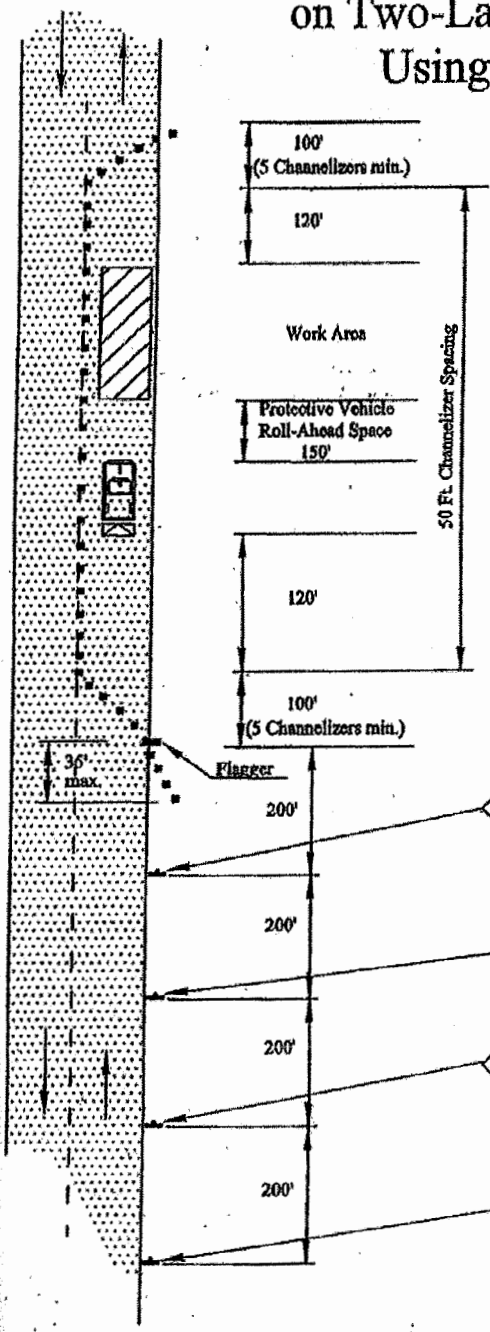 on Two-La
Using
100'
(5 Channelizers min.)
120'
Work Area
Protective Vehicle
Roll-Ahead Space
150'
50 Ft. Channelizer Spacing
120'
100'
(5 Channelizers min.)
36'
max.
Flagger
200'
200'
200'
200'